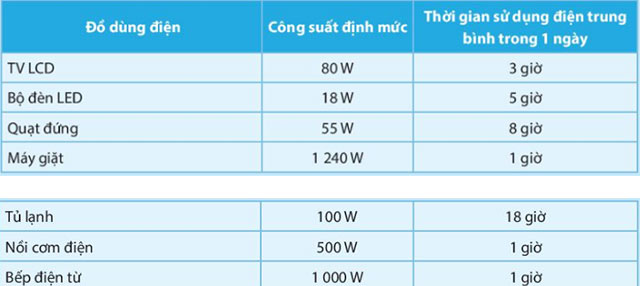 Đồ dùng điện Công suất định mức Thời gian sử dụng điện trung bình trong 1 ngày
TV LCD 80 W 3 giờ
Bộ đèn LED 18 W 5 giờ
Quạt đứng 55 W 8 giờ
Máy giặt 1 240 W 1 giờ
Tủ lạnh 100 W 18 giờ
Nồi cơm điện 500 W 1 giờ
Bếp điện từ 1 000 W 1 giờ